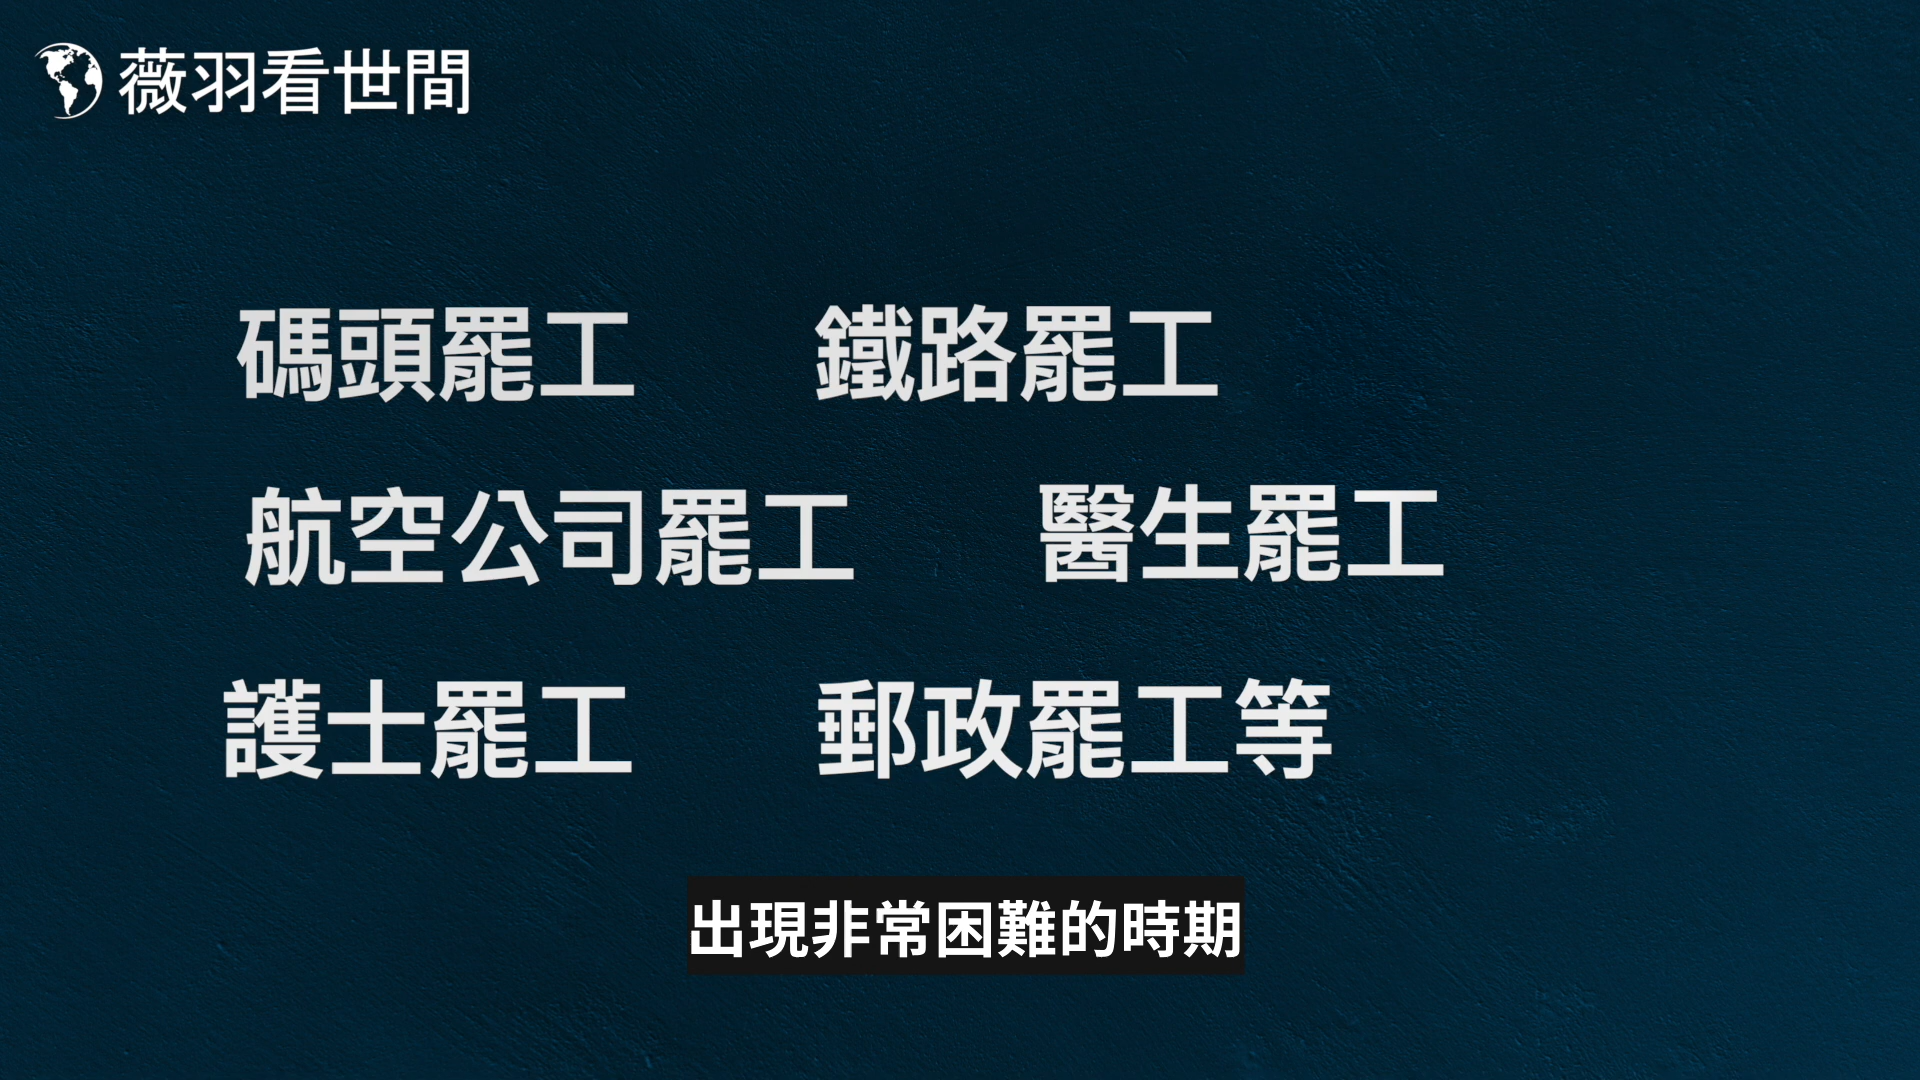 薇羽看世間
碼頭罷工 鐵路罷工
航空公司罷工 醫生罷工
護士罷工 郵政罷工等
出現非常困難的時期